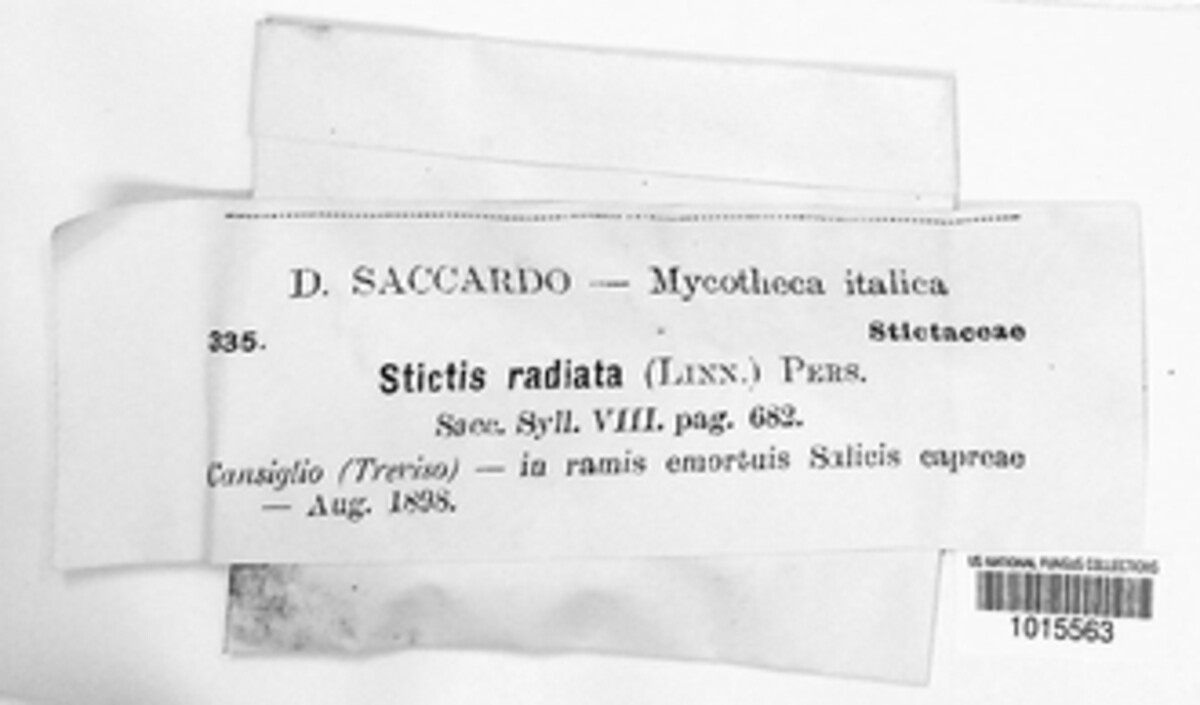 D. SACCARDO — Mycotheca italica
335.
Stictaceae
Stictis radiata (LINN.) PERS.
Sacc. Syll. VIII. pag. 682.
Cansiglio (Treviso) — in ramis emortuis Salicis capreae
— Aug. 1898.
US NATIONAL FUNGUS COLLECTIONS
1015563